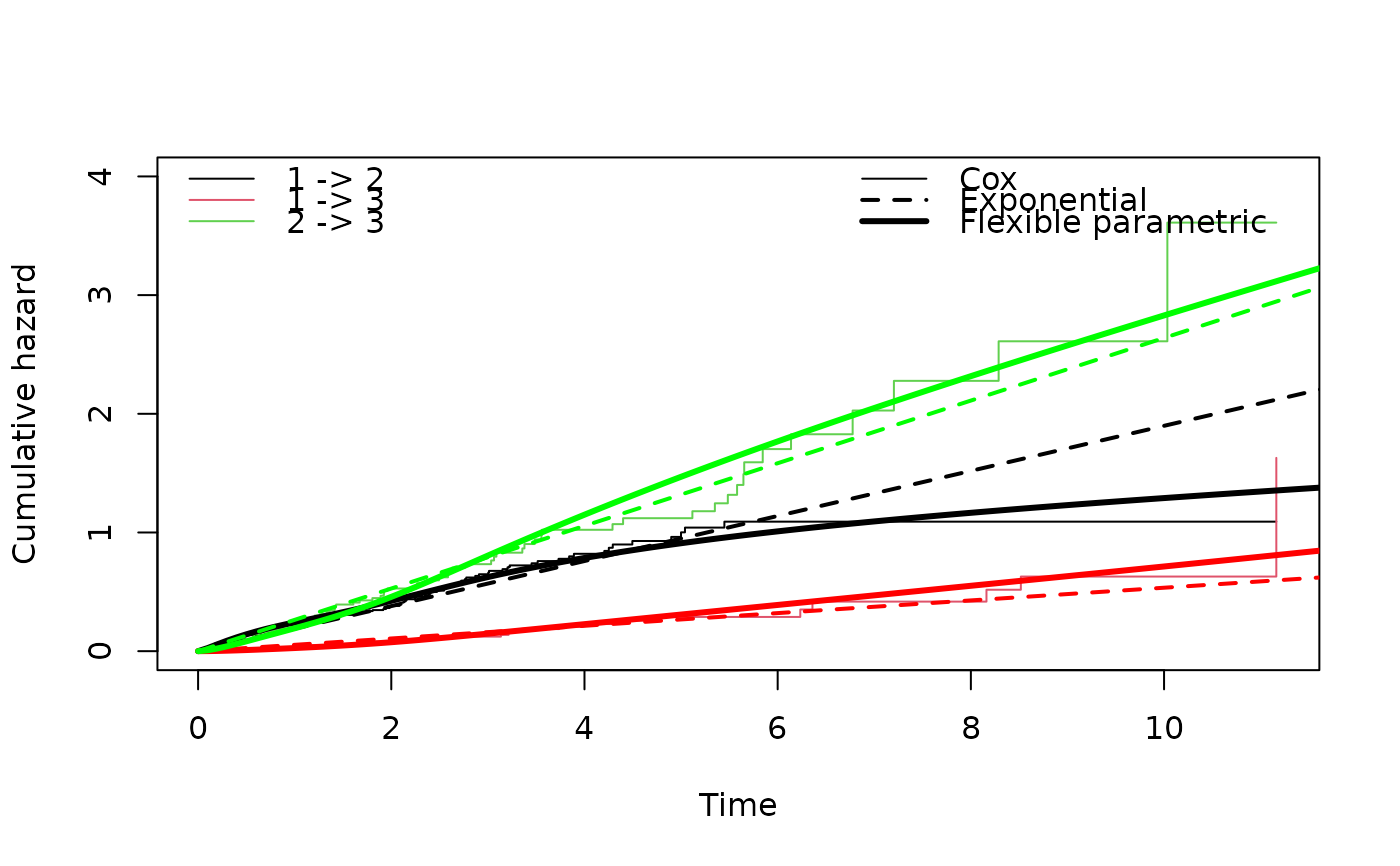 1 -> 2
1 -> 3
2 -> 3
Cox
Exponential
Flexible parametric
Cumulative hazard
4
3
2
1
0
0 2 4 6 8 10
Time